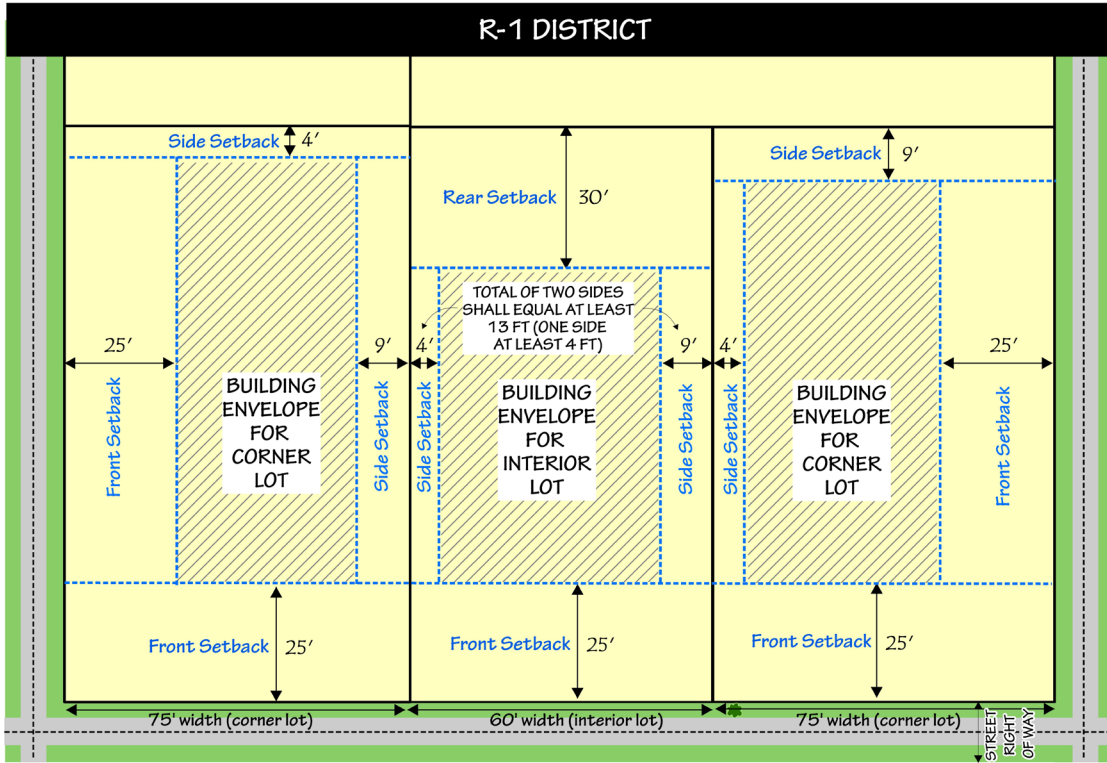 R-1 DISTRICT
Side Setback 4′
Rear Setback 30′
Side Setback 9′
TOTAL OF TWO SIDES
SHALL EQUAL AT LEAST
13 FT (ONE SIDE
AT LEAST 4 FT)
25′
9′
4′
9′
4′
25′
Front Setback
BUILDING
ENVELOPE
FOR
CORNER
LOT
Side Setback
Side Setback
BUILDING
ENVELOPE
FOR
INTERIOR
LOT
Side Setback
Side Setback
BUILDING
ENVELOPE
FOR
CORNER
LOT
Front Setback
Front Setback 25′
Front Setback 25′
Front Setback 25′
75' width (corner lot)
60' width (interior lot)
75' width (corner lot)
STREET
RIGHT
OF WAY